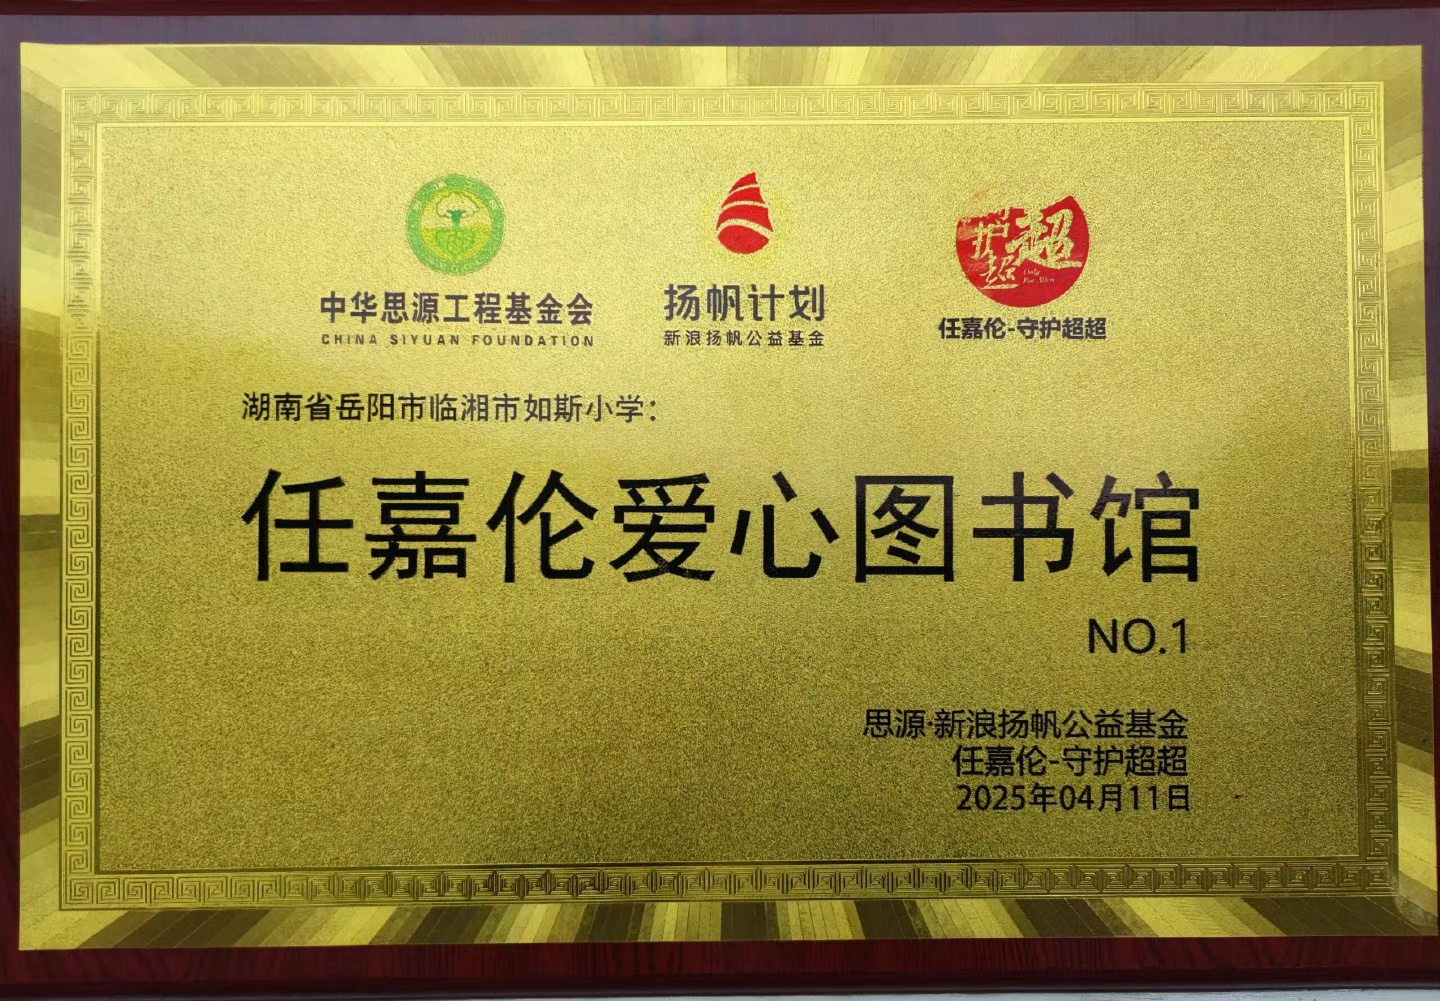 中华思源工程基金会
CHINA SIYUAN FOUNDATION
扬帆计划
新浪扬帆公益基金
护超超
Only For Allen
任嘉伦-守护超超
湖南省岳阳市临湘市如斯小学：
任嘉伦爱心图书馆
NO.1
思源·新浪扬帆公益基金
任嘉伦-守护超超
2025年04月11日